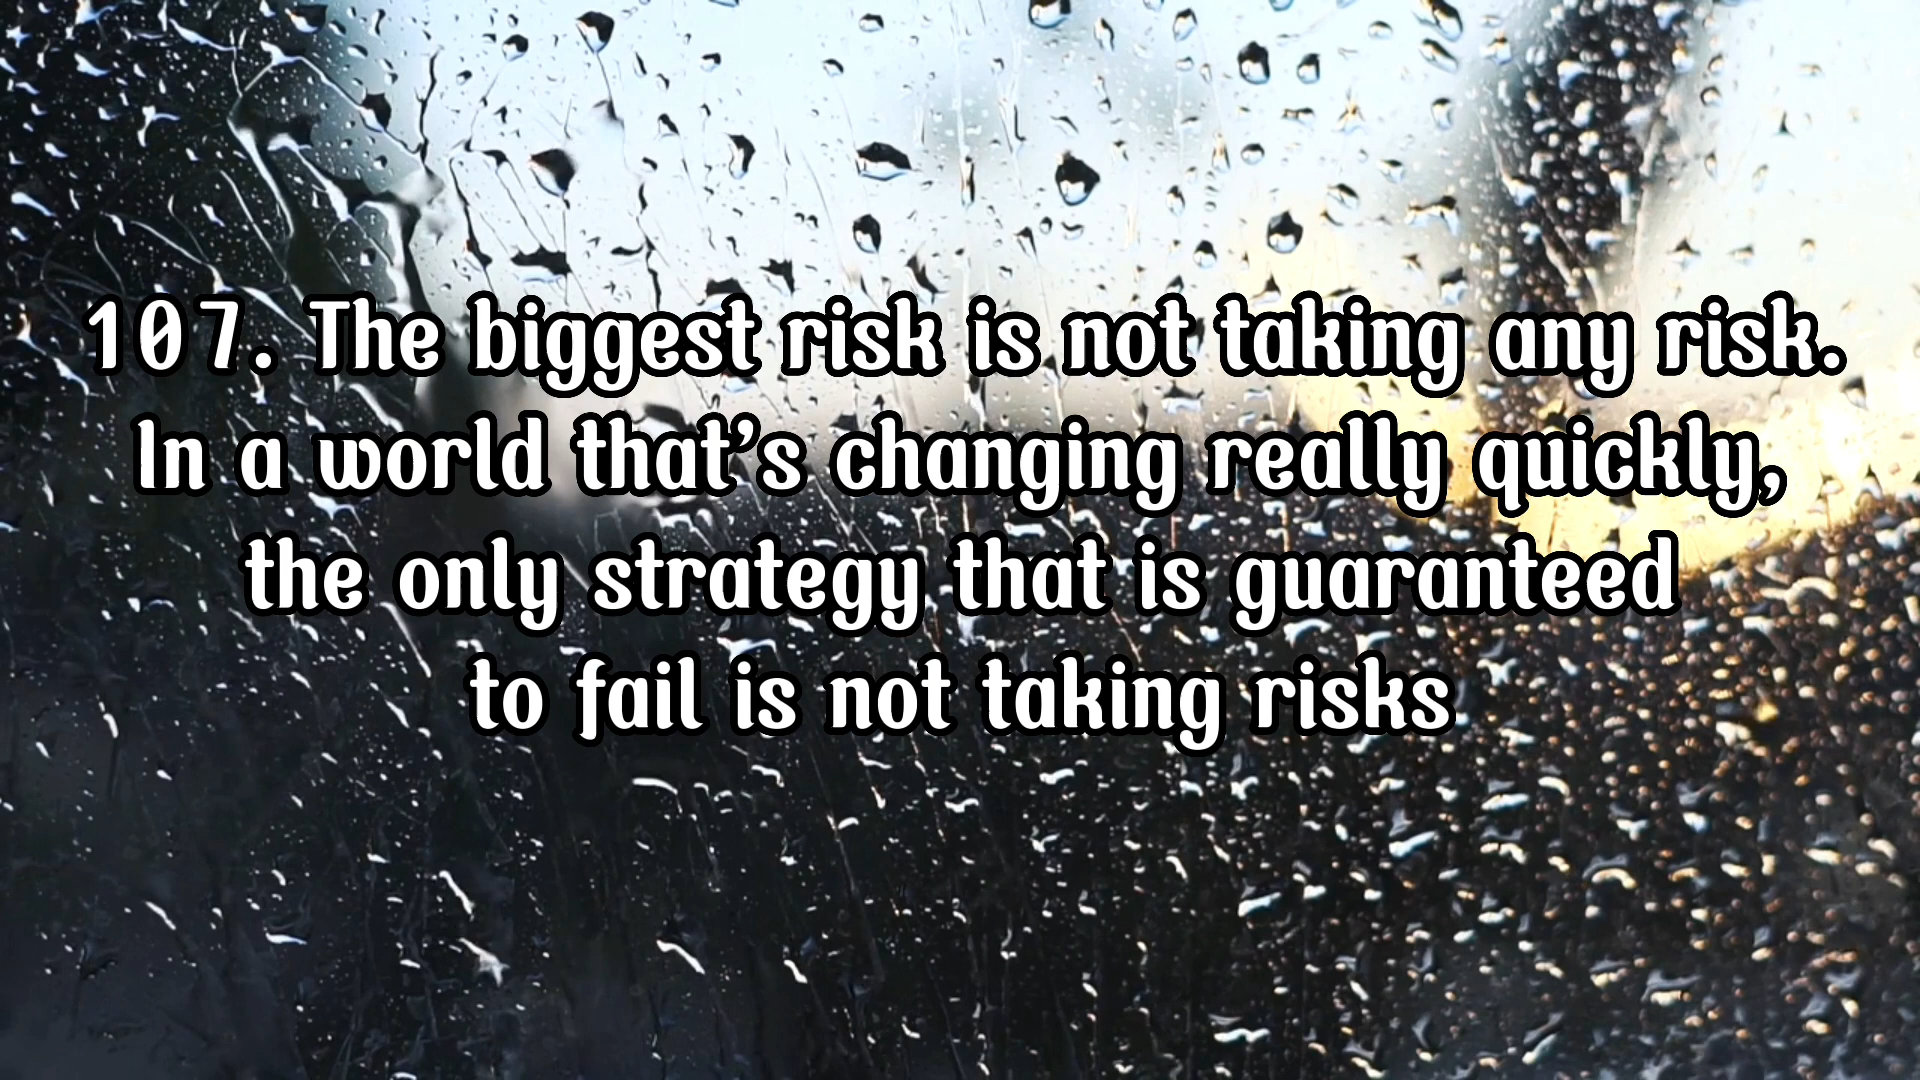 107. The biggest risk is not taking any risk.
In a world that's changing really quickly,
the only strategy that is guaranteed
to fail is not taking risks